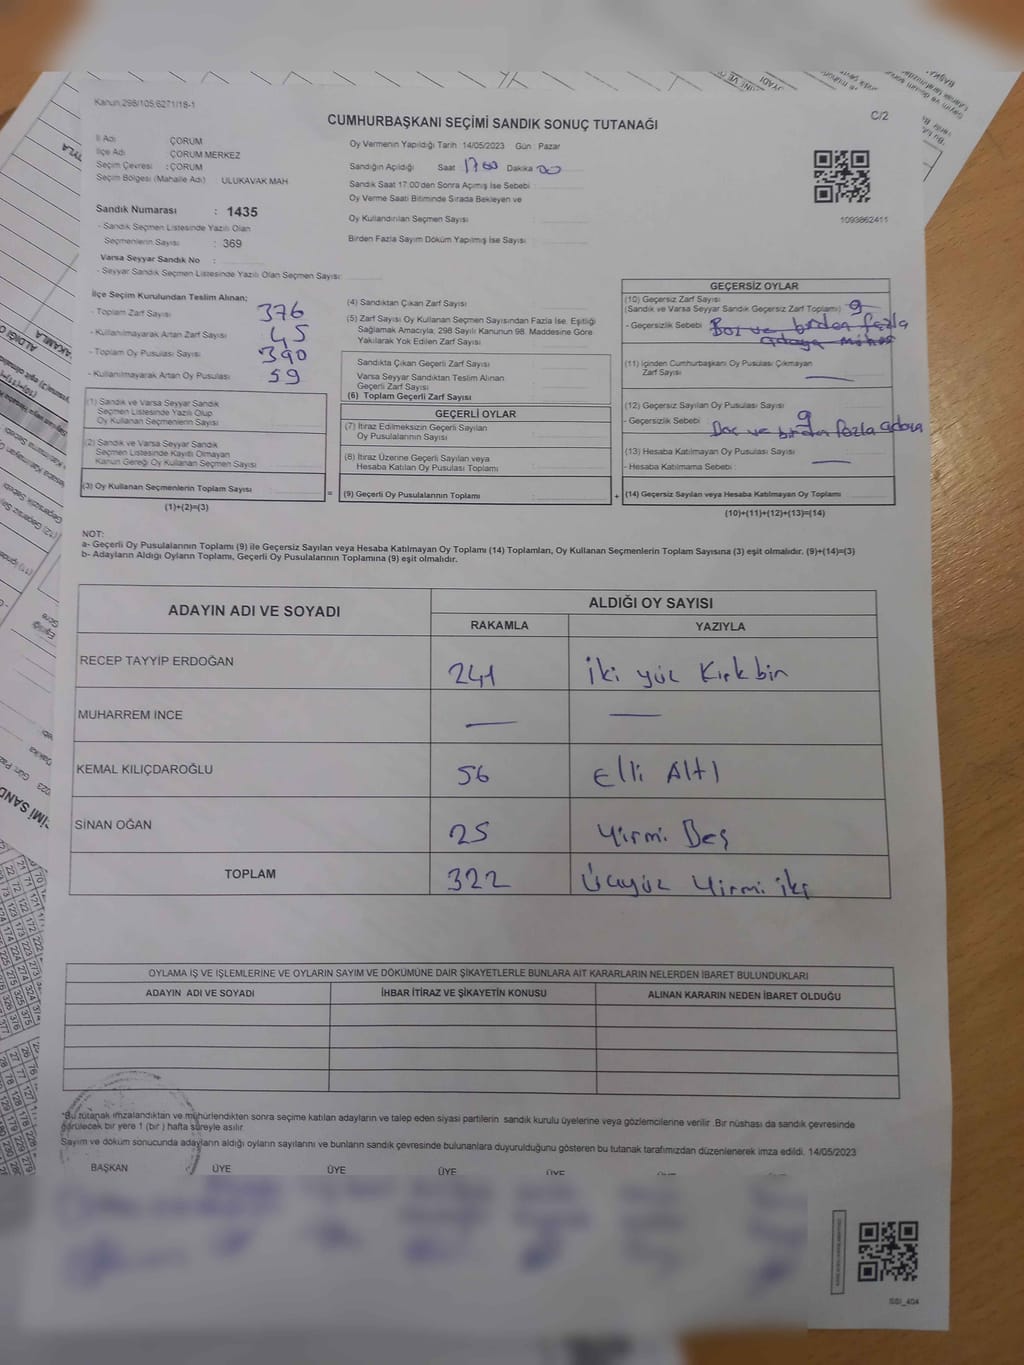 Kanun:298/105,6271/18-1
C/2
CUMHURBAŞKANI SEÇİMİ SANDIK SONUÇ TUTANAĞI
İl Adı : ÇORUM
İlçe Adı : ÇORUM MERKEZ
Seçim Çevresi : ÇORUM
Seçim Bölgesi (Mahalle Adı) : ULUKAVAK MAH
Sandık Numarası : 1435
- Sandık Seçmen Listesinde Yazılı Olan
Seçmenlerin Sayısı : 369
Varsa Seyyar Sandık No :
- Seyyar Sandık Seçmen Listesinde Yazılı Olan Seçmen Sayısı:
Oy Vermenin Yapıldığı Tarih 14/05/2023 Gün Pazar
Sandığın Açıldığı Saat 17:00 Dakika 00
Sandık Saat 17:00'den Sonra Açımış İse Sebebi
Oy Verme Saati Bitiminde Sırada Bekleyen ve
Oy Kullandırılan Seçmen Sayısı :
Birden Fazla Sayım Döküm Yapılmış İse Sayısı :
1093862411
İlçe Seçim Kurulundan Teslim Alınan;
- Toplam Zarf Sayısı : 376
- Kullanılmayarak Artan Zarf Sayısı : 45
- Toplam Oy Pusulası Sayısı : 390
- Kullanılmayarak Artan Oy Pusulası : 59
(1) Sandık ve Varsa Seyyar Sandık
Seçmen Listesinde Yazılı Olup
Oy Kullanan Seçmenlerin Sayısı :
(2) Sandık ve Varsa Seyyar Sandık
Seçmen Listesinde Kayıtlı Olmayan
Kanun Gereği Oy Kullanan Seçmen Sayısı :
(3) Oy Kullanan Seçmenlerin Toplam Sayısı :
(1)+(2)=(3)
(4) Sandıktan Çıkan Zarf Sayısı :
(5) Zarf Sayısı Oy Kullanan Seçmen Sayısından Fazla İse, Eşitliği
Sağlamak Amacıyla; 298 Sayılı Kanunun 98. Maddesine Göre
Yakılarak Yok Edilen Zarf Sayısı :
Sandıkta Çıkan Geçerli Zarf Sayısı :
Varsa Seyyar Sandıktan Teslim Alınan
Geçerli Zarf Sayısı :
(6) Toplam Geçerli Zarf Sayısı :
GEÇERLİ OYLAR
(7) İtiraz Edilmeksizin Geçerli Sayılan
Oy Pusulasının Sayısı :
(8) İtiraz Üzerine Geçerli Sayılan veya
Hesaba Katılan Oy Pusulası Toplamı :
= (9) Geçerli Oy Pusulalarının Toplamı :
GEÇERSİZ OYLAR
(10) Geçersiz Zarf Sayısı
(Sandık ve Varsa Seyyar Sandık Geçersiz Zarf Toplamı) : 9
- Geçersizlik Sebebi : Boş ve birden fazla
adaya
(11) İçinden Cumhurbaşkanı Oy Pusulası Çıkmayan
Zarf Sayısı : —
(12) Geçersiz Sayılan Oy Pusulası Sayısı : 9
- Geçersizlik Sebebi : Boş ve birden fazla adaya
(13) Hesaba Katılmayan Oy Pusulası Sayısı : —
- Hesaba Katılmama Sebebi :
+ (14) Geçersiz Sayılan veya Hesaba Katılmayan Oy Toplamı :
(10)+(11)+(12)+(13)=(14)
NOT:
a- Geçerli Oy Pusulalarının Toplamı (9) ile Geçersiz Sayılan veya Hesaba Katılmayan Oy Toplamı (14) Toplamları, Oy Kullanan Seçmenlerin Toplam Sayısına (3) eşit olmalıdır. (9)+(14)=(3)
b- Adayların Aldığı Oyların Toplamı, Geçerli Oy Pusulalarının Toplamına (9) eşit olmalıdır.
ADAYIN ADI VE SOYADI
ALDIĞI OY SAYISI
RAKAMLA YAZIYLA
RECEP TAYYİP ERDOĞAN 241 İki yüz Kırk bir
MUHARREM İNCE — —
KEMAL KILIÇDAROĞLU 56 Elli Altı
SİNAN OĞAN 25 Yirmi Beş
TOPLAM 322 Üçyüz Yirmi iki
OYLAMA İŞ VE İŞLEMLERİNE VE OYLARIN SAYIM VE DÖKÜMÜNE DAİR ŞİKAYETLERLE BUNLARA AİT KARARLARIN NELERDEN İBARET BULUNDUKLARI
ADAYIN ADI VE SOYADI İHBAR İTİRAZ VE ŞİKAYETİN KONUSU ALINAN KARARIN NEDEN İBARET OLDUĞU
*Bu tutanak imzalandıktan ve mühürlendikten sonra seçime katılan adayların ve talep eden siyasi partilerin sandık kurulu üyelerine veya gözlemcilerine verilir. Bir nüshası da sandık çevresinde
görülecek bir yere 1 (bir ) hafta süreyle asılır.
Sayım ve döküm sonucunda adayların aldığı oyların sayılarını ve bunların sandık çevresinde bulunanlara duyurulduğunu gösteren bu tutanak tarafımızdan düzenlenerek imza edildi. 14/05/2023
BAŞKAN ÜYE ÜYE ÜYE ÜYE
SSI_404